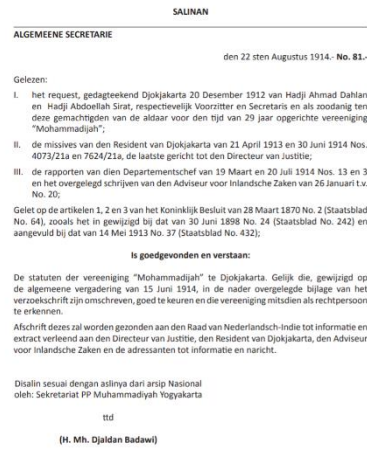 SALINAN
ALGEMEENE SECRETARIE
den 22 sten Augustus 1914.- No. 81.-
Gelezen:
I. het request, gedagteekend Djokjakarta 20 Desember 1912 van Hadji Ahmad Dahlan
en Hadji Abdoellah Sirat, respectievelijk Voorzitter en Secretaris en als zoodanig ten
deze gemachtigden van de aldaar voor den tijd van 29 jaar opgerichte vereeniging
“Mohammadijah”;
II. de missives van den Resident van Djokjakarta van 21 April 1913 en 30 Juni 1914 Nos.
4073/21a en 7624/21a, de laatste gericht tot den Directeur van Justitie;
III. de rapporten van dien Departementschef van 19 Maart en 20 Juli 1914 Nos. 13 en 3
en het overgelegd schrijven van den Adviseur voor Inlandsche Zaken van 26 Januari t.v.
No. 20;
Gelet op de artikelen 1, 2 en 3 van het Koninklijk Besluit van 28 Maart 1870 No. 2 (Staatsblad
No. 64), zooals het in gewijzigd bij dat van 30 Juni 1898 No. 24 (Staatsblad No. 242) en
aangevuld bij dat van 14 Mei 1913 No. 37 (Staatsblad No. 432);
Is goedgevonden en verstaan:
De statuten der vereeniging “Mohammadijah” te Djokjakarta. Gelijk die, gewijzigd op
de algemeene vergadering van 15 Juni 1914, in de nader overgelegde bijlage van het
verzoekschrift zijn omschreven, goed te keuren en die vereeniging mitsdien als rechtpersoon
te erkennen.
Afschrift dezes zal worden gezonden aan den Raad van Nederlandsch-Indie tot informatie en
extract verleend aan den Directeur van Justitie, den Resident van Djokjakarta, den Adviseur
voor Inlandsche Zaken en de adressanten tot informatie en naricht.
Disalin sesuai dengan aslinya dari arsip Nasional
oleh: Sekretariat PP Muhammadiyah Yogyakarta
ttd
(H. Mh. Djaldan Badawi)